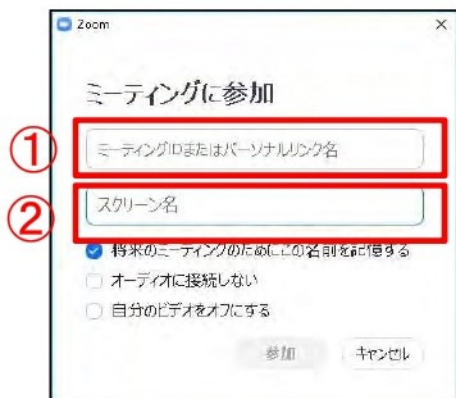 Zoom
ミーティングに参加
① ミーティングIDまたはパーソナルリンク名
② スクリーン名
将来のミーティングのためにこの名前を記憶する
オーディオに接続しない
自分のビデオをオフにする
参加 キャンセル